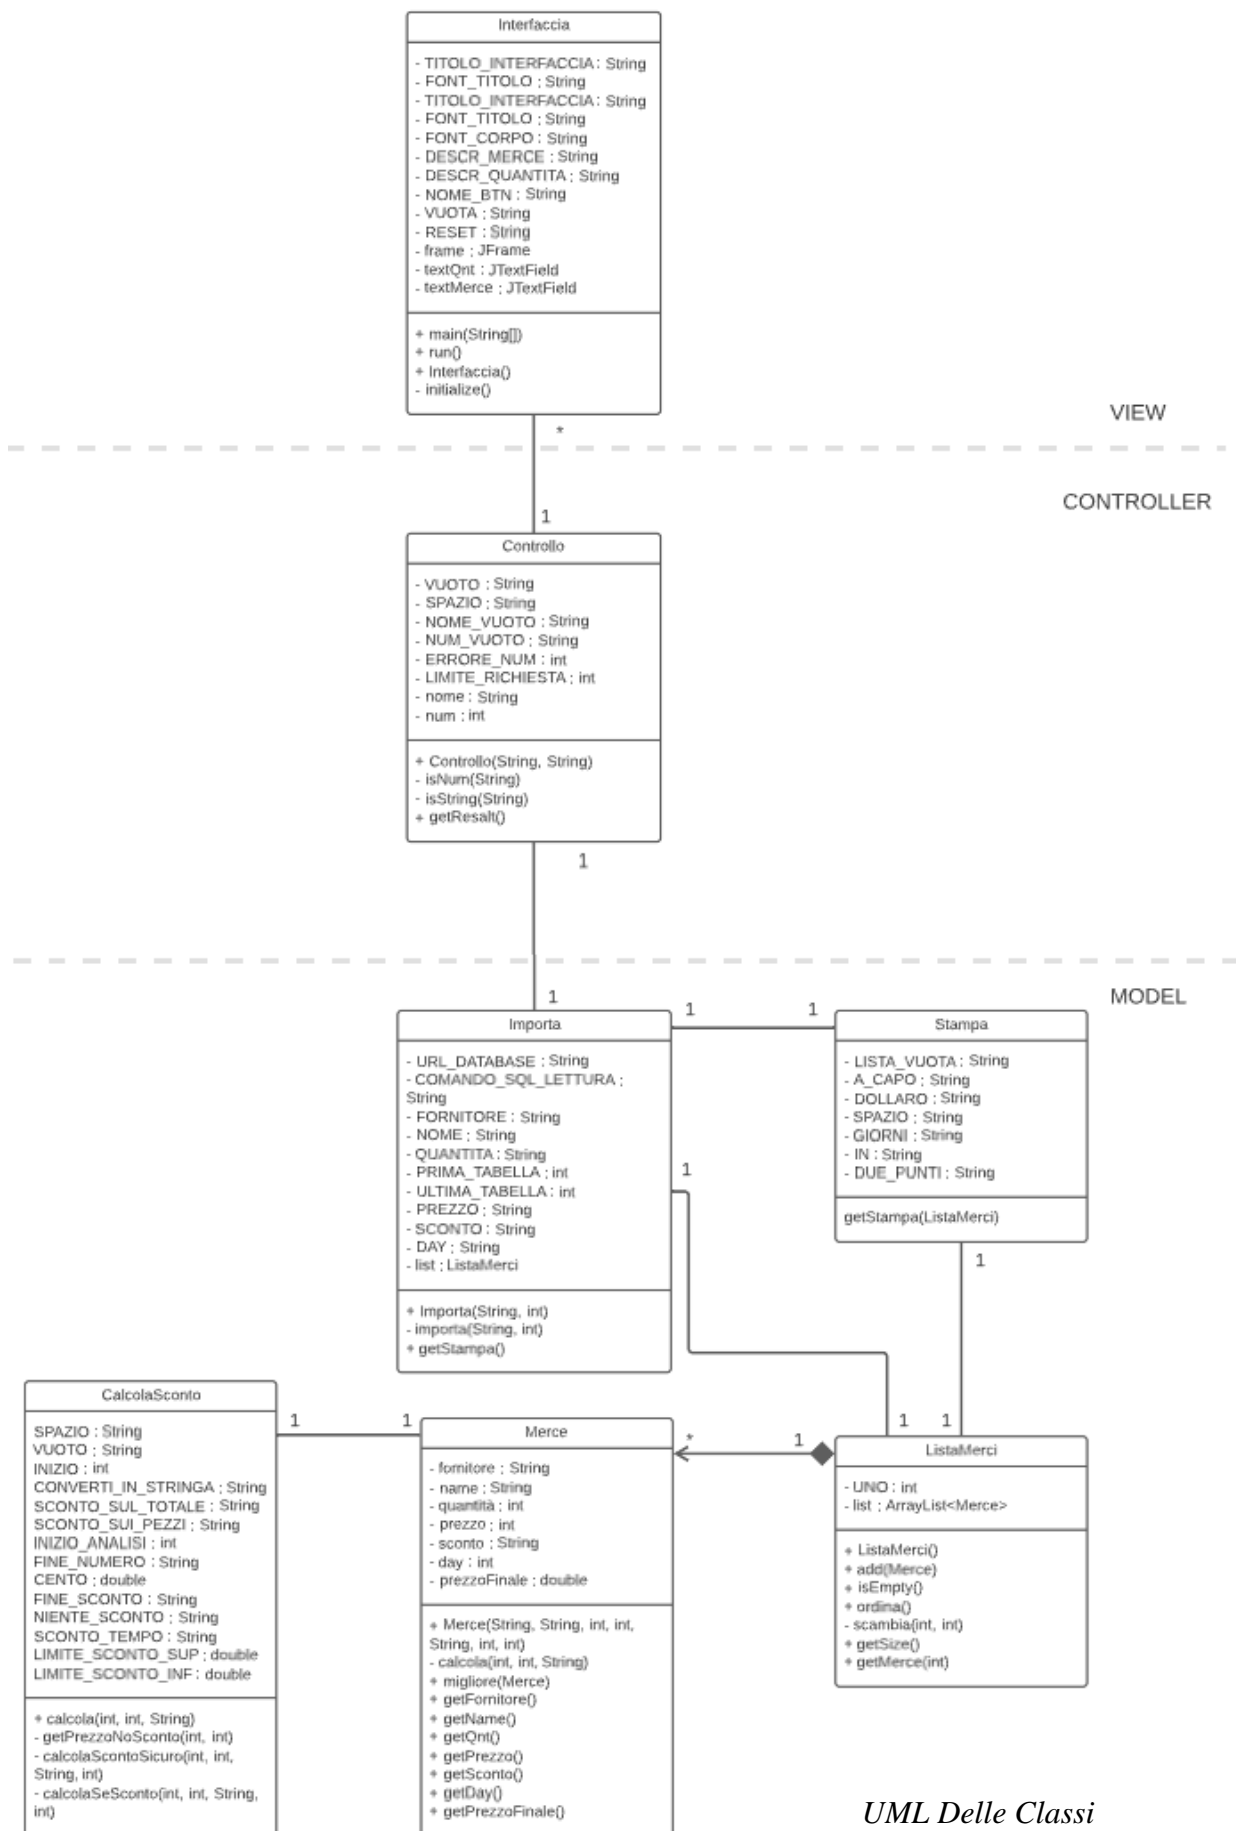 Interfaccia
- TITOLO_INTERFACCIA : String
- FONT_TITOLO : String
- TITOLO_INTERFACCIA : String
- FONT_TITOLO : String
- FONT_CORPO : String
- DESCR_MERCE : String
- DESCR_QUANTITA : String
- NOME_BTN : String
- VUOTA : String
- RESET : String
- frame : JFrame
- textQnt : JTextField
- textMerce : JTextField
+ main(String[])
+ run()
+ Interfaccia()
- initialize()
VIEW
*
CONTROLLER
1
Controllo
- VUOTO : String
- SPAZIO : String
- NOME_VUOTO : String
- NUM_VUOTO : String
- ERRORE_NUM : int
- LIMITE_RICHIESTA : int
- nome : String
- num : int
+ Controllo(String, String)
- isNum(String)
- isString(String)
+ getResalt()
1
MODEL
1
1
1
Importa
- URL_DATABASE : String
- COMANDO_SQL_LETTURA :
String
- FORNITORE : String
- NOME : String
- QUANTITA : String
- PRIMA_TABELLA : int
- ULTIMA_TABELLA : int
- PREZZO : String
- SCONTO : String
- DAY : String
- list : ListaMerci
+ Importa(String, int)
- importa(String, int)
+ getStampa()
Stampa
- LISTA_VUOTA : String
- A_CAPO : String
- DOLLARO : String
- SPAZIO : String
- GIORNI : String
- IN : String
- DUE_PUNTI : String
getStampa(ListaMerci)
1
1
CalcolaSconto
SPAZIO : String
VUOTO : String
INIZIO : int
CONVERTI_IN_STRINGA : String
SCONTO_SUL_TOTALE : String
SCONTO_SUI_PEZZI : String
INIZIO_ANALISI : int
FINE_NUMERO : String
CENTO : double
FINE_SCONTO : String
NIENTE_SCONTO : String
SCONTO_TEMPO : String
LIMITE_SCONTO_SUP : double
LIMITE_SCONTO_INF : double
+ calcola(int, int, String)
- getPrezzoNoSconto(int, int)
- calcolaScontoSicuro(int, int,
String, int)
- calcolaSeSconto(int, int, String,
int)
1
1
Merce
- fornitore : String
- name : String
- quantità : int
- prezzo : int
- sconto : String
- day : int
- prezzoFinale : double
+ Merce(String, String, int, int,
String, int, int)
- calcola(int, int, String)
+ migliore(Merce)
+ getFornitore()
+ getName()
+ getQnt()
+ getPrezzo()
+ getSconto()
+ getDay()
+ getPrezzoFinale()
*
1
1
1
ListaMerci
- UNO : int
- list : ArrayList<Merce>
+ ListaMerci()
+ add(Merce)
+ isEmpty()
+ ordina()
- scambia(int, int)
+ getSize()
+ getMerce(int)
UML Delle Classi